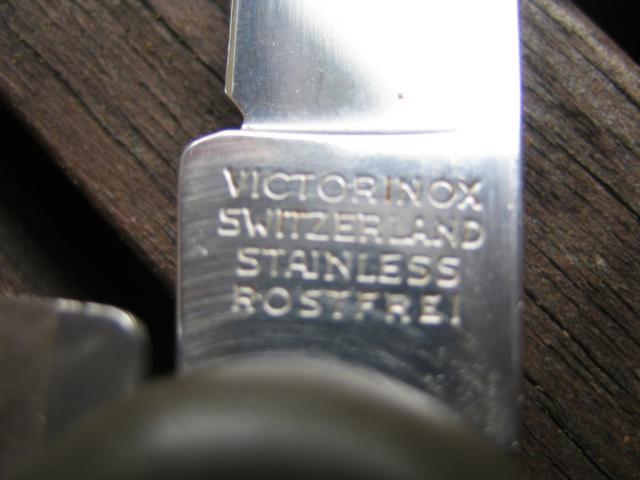 VICTORINOX
SWITZERLAND
STAINLESS
ROSTFREI